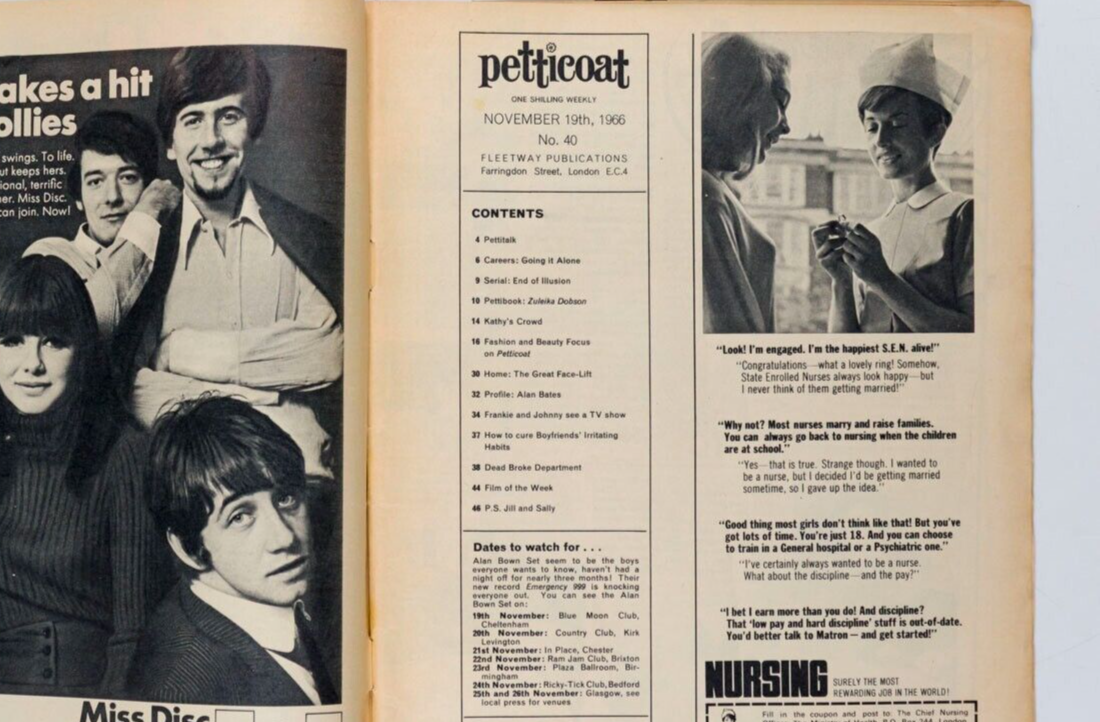 akes a hit
ollies
swings. To life.
ut keeps hers.
ional, terrific
er. Miss Disc.
can join. Now!
Miss Disc
petticoat
ONE SHILLING WEEKLY
NOVEMBER 19th, 1966
No. 40
FLEETWAY PUBLICATIONS
Farringdon Street, London E.C.4
CONTENTS
4 Pettitalk
6 Careers: Going it Alone
9 Serial: End of Illusion
10 Pettibook: Zuleika Dobson
14 Kathy's Crowd
16 Fashion and Beauty Focus
on Petticoat
30 Home: The Great Face-Lift
32 Profile: Alan Bates
34 Frankie and Johnny see a TV show
37 How to cure Boyfriends' Irritating
Habits
38 Dead Broke Department
44 Film of the Week
46 P.S. Jill and Sally
Dates to watch for . . .
Alan Bown Set seem to be the boys
everyone wants to know, haven't had a
night off for nearly three months! Their
new record Emergency 999 is knocking
everyone out. You can see the Alan
Bown Set on:
19th November: Blue Moon Club,
Cheltenham
20th November: Country Club, Kirk
Levington
21st November: In Place, Chester
22nd November: Ram Jam Club, Brixton
23rd November: Plaza Ballroom, Bir-
mingham
24th November: Ricky-Tick Club, Bedford
25th and 26th November: Glasgow, see
local press for venues
"Look! I'm engaged. I'm the happiest S.E.N. alive!"
"Congratulations—what a lovely ring! Somehow,
State Enrolled Nurses always look happy—but
I never think of them getting married!"
"Why not? Most nurses marry and raise families.
You can always go back to nursing when the children
are at school."
"Yes—that is true. Strange though. I wanted to
be a nurse, but I decided I'd be getting married
sometime, so I gave up the idea."
"Good thing most girls don't think like that! But you've
got lots of time. You're just 18. And you can choose
to train in a General hospital or a Psychiatric one."
"I've certainly always wanted to be a nurse.
What about the discipline—and the pay?"
"I bet I earn more than you do! And discipline?
That 'low pay and hard discipline' stuff is out-of-date.
You'd better talk to Matron—and get started!"
NURSING SURELY THE MOST
REWARDING JOB IN THE WORLD!
Fill in the coupon and post to: The Chief Nursing